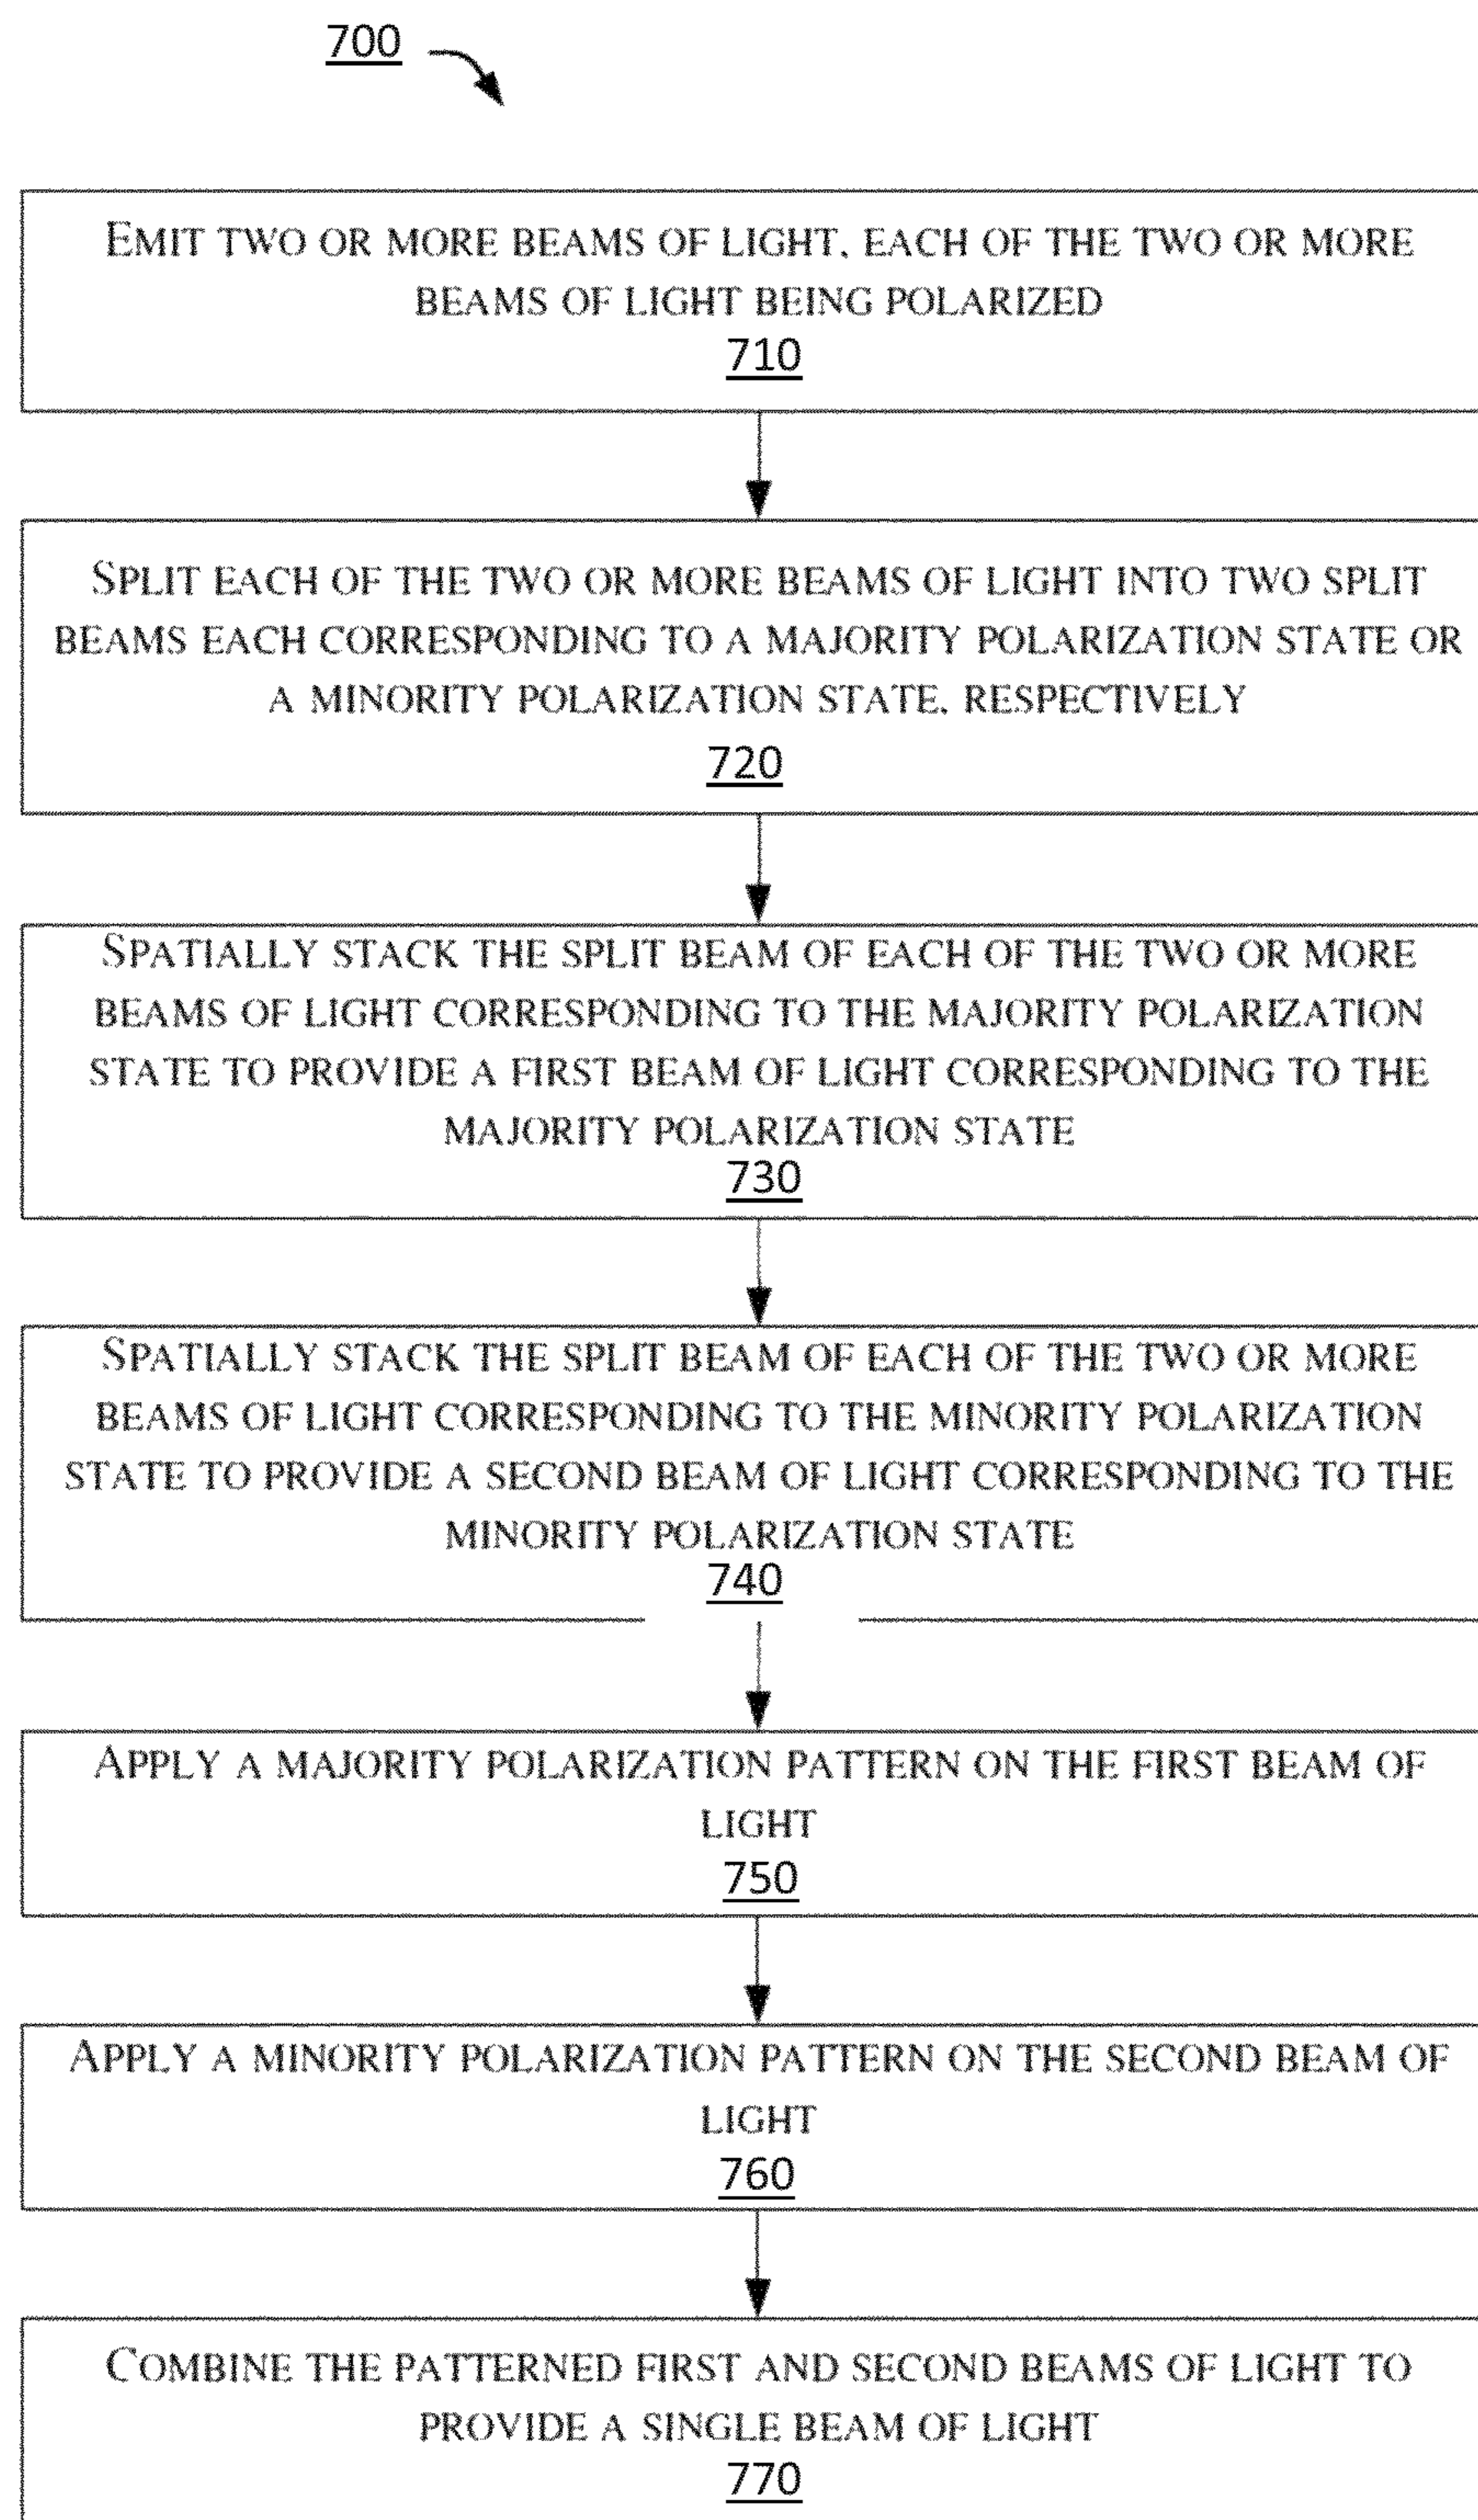 700
EMIT TWO OR MORE BEAMS OF LIGHT, EACH OF THE TWO OR MORE
BEAMS OF LIGHT BEING POLARIZED
710
SPLIT EACH OF THE TWO OR MORE BEAMS OF LIGHT INTO TWO SPLIT
BEAMS EACH CORRESPONDING TO A MAJORITY POLARIZATION STATE OR
A MINORITY POLARIZATION STATE, RESPECTIVELY
720
SPATIALLY STACK THE SPLIT BEAM OF EACH OF THE TWO OR MORE
BEAMS OF LIGHT CORRESPONDING TO THE MAJORITY POLARIZATION
STATE TO PROVIDE A FIRST BEAM OF LIGHT CORRESPONDING TO THE
MAJORITY POLARIZATION STATE
730
SPATIALLY STACK THE SPLIT BEAM OF EACH OF THE TWO OR MORE
BEAMS OF LIGHT CORRESPONDING TO THE MINORITY POLARIZATION
STATE TO PROVIDE A SECOND BEAM OF LIGHT CORRESPONDING TO THE
MINORITY POLARIZATION STATE
740
APPLY A MAJORITY POLARIZATION PATTERN ON THE FIRST BEAM OF
LIGHT
750
APPLY A MINORITY POLARIZATION PATTERN ON THE SECOND BEAM OF
LIGHT
760
COMBINE THE PATTERNED FIRST AND SECOND BEAMS OF LIGHT TO
PROVIDE A SINGLE BEAM OF LIGHT
770